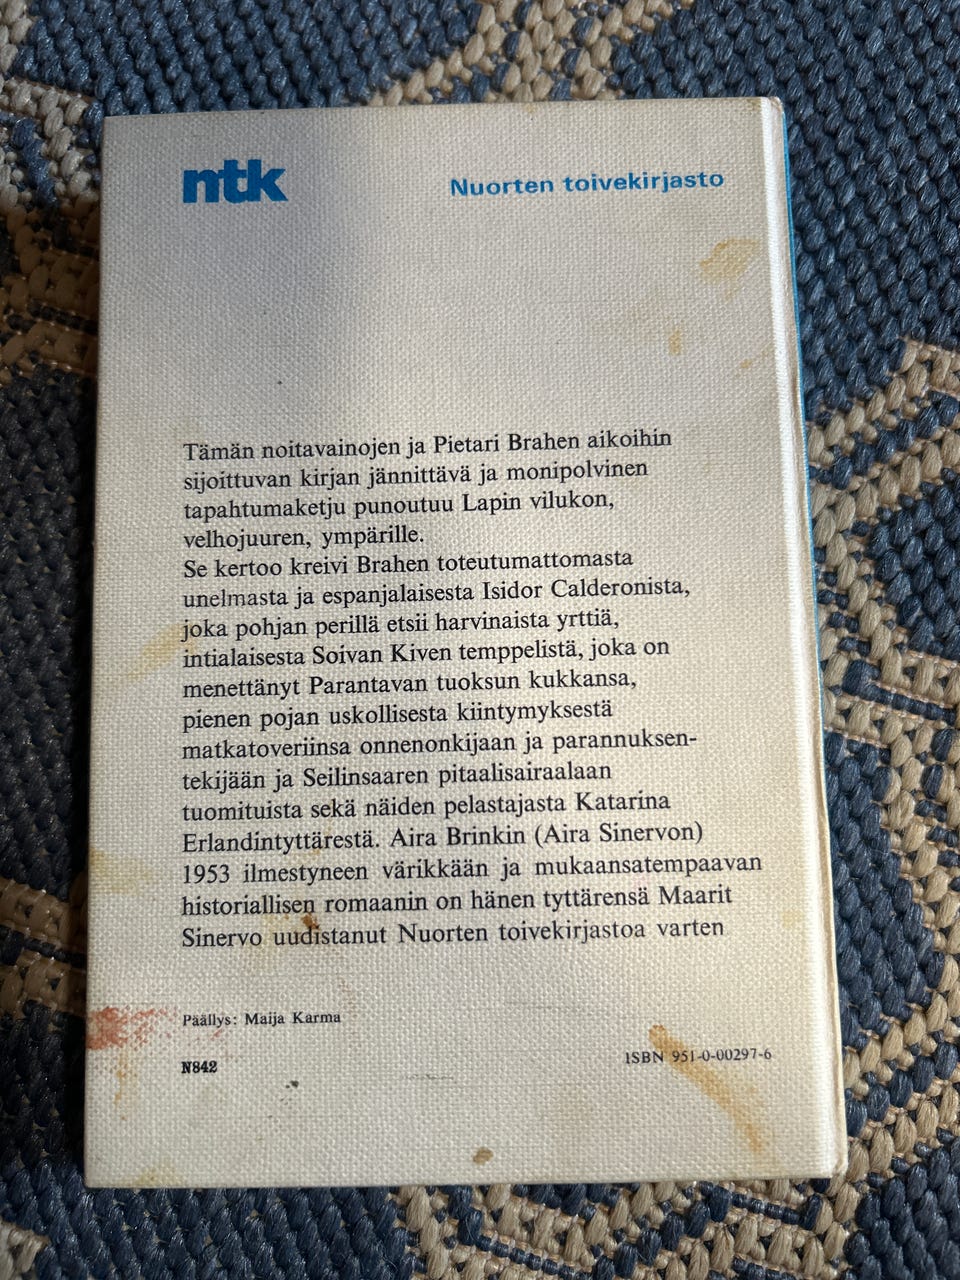 ntk
Nuorten toivekirjasto
Tämän noitavainojen ja Pietari Brahen aikoihin
sijoittuvan kirjan jännittävä ja monipolvinen
tapahtumaketju punoutuu Lapin vilukon,
velhojuuren, ympärille.
Se kertoo kreivi Brahen toteutumattomasta
unelmasta ja espanjalaisesta Isidor Calderonista,
joka pohjan perillä etsii harvinaista yrttiä,
intialaisesta Soivan Kiven temppelistä, joka on
menettänyt Parantavan tuoksun kukkansa,
pienen pojan uskollisesta kiintymyksestä
matkatoveriinsa onnenonkijaan ja parannuksen-
tekijään ja Seilinsaaren pitaalisairaalaan
tuomituista sekä näiden pelastajasta Katarina
Erlandintyttärestä. Aira Brinkin (Aira Sinervon)
1953 ilmestyneen värikkään ja mukaansatempaavan
historiallisen romaanin on hänen tyttärensä Maarit
Sinervo uudistanut Nuorten toivekirjastoa varten
Päällys: Maija Karma
N842
ISBN 951-0-00297-6